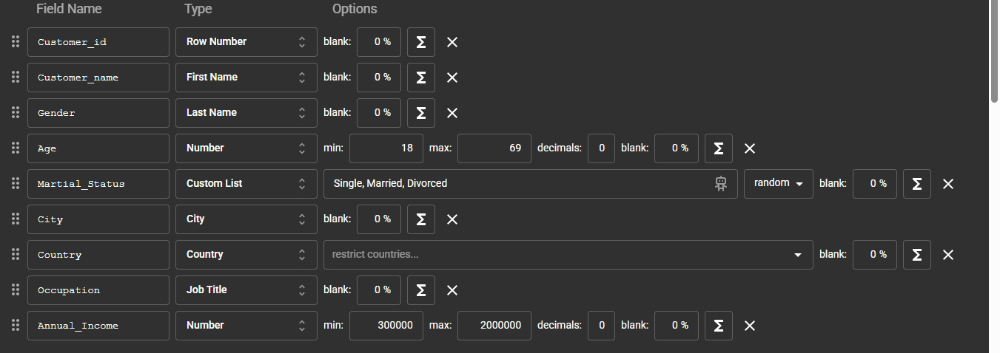 Field Name Type Options
Customer_id Row Number blank: 0 % Σ
Customer_name First Name blank: 0 % Σ
Gender Last Name blank: 0 % Σ
Age Number min: 18 max: 69 decimals: 0 blank: 0 % Σ
Martial_Status Custom List Single, Married, Divorced random blank: 0 % Σ
City City blank: 0 % Σ
Country Country restrict countries... blank: 0 % Σ
Occupation Job Title blank: 0 % Σ
Annual_Income Number min: 300000 max: 2000000 decimals: 0 blank: 0 % Σ